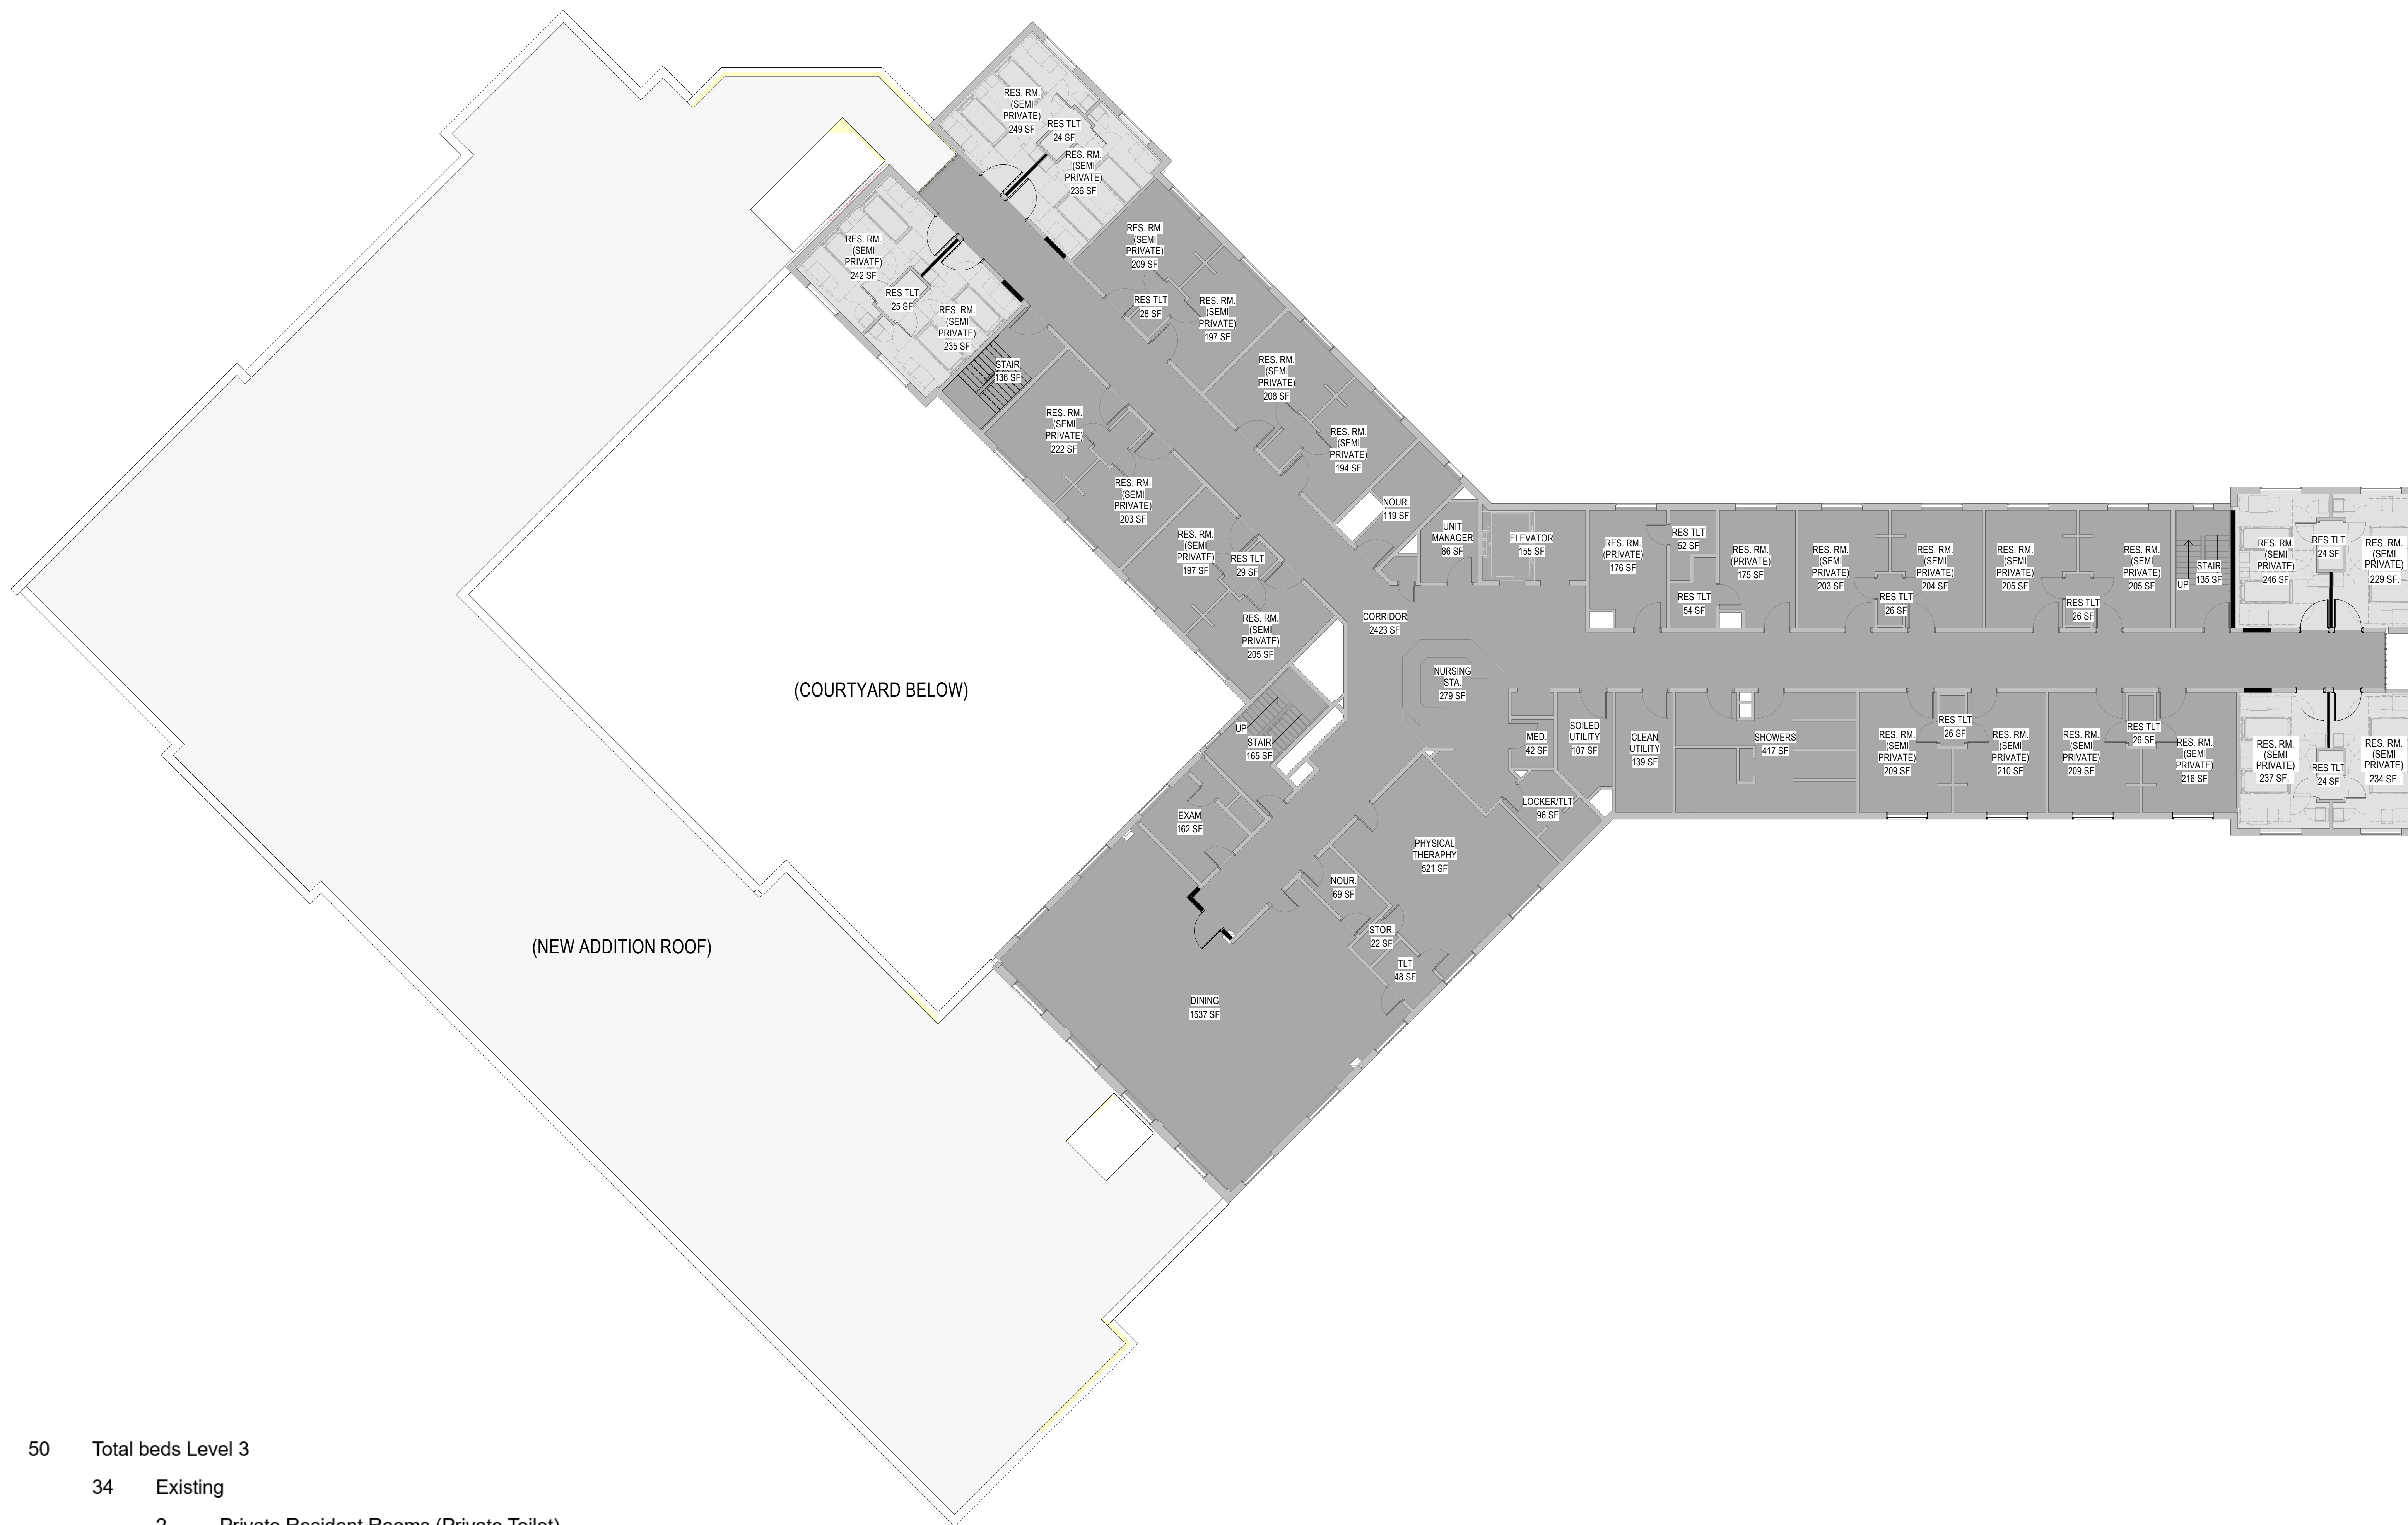 RES. RM.
(SEMI
PRIVATE)
249 SF
RES TLT
24 SF
RES. RM.
(SEMI
PRIVATE)
236 SF
RES. RM.
(SEMI
PRIVATE)
242 SF
RES TLT
25 SF
RES. RM.
(SEMI
PRIVATE)
235 SF
RES. RM.
(SEMI
PRIVATE)
209 SF
RES TLT
28 SF
RES. RM.
(SEMI
PRIVATE)
197 SF
STAIR
136 SF
RES. RM.
(SEMI
PRIVATE)
208 SF
RES. RM.
(SEMI
PRIVATE)
194 SF
RES. RM.
(SEMI
PRIVATE)
222 SF
RES. RM.
(SEMI
PRIVATE)
203 SF
RES. RM.
(SEMI
PRIVATE)
197 SF
RES TLT
29 SF
RES. RM.
(SEMI
PRIVATE)
205 SF
NOUR.
119 SF
UNIT
MANAGER
86 SF
ELEVATOR
155 SF
RES. RM.
(PRIVATE)
176 SF
RES TLT
52 SF
RES TLT
54 SF
RES. RM.
(PRIVATE)
175 SF
RES. RM.
(SEMI
PRIVATE)
203 SF
RES TLT
26 SF
RES. RM.
(SEMI
PRIVATE)
204 SF
RES. RM.
(SEMI
PRIVATE)
205 SF
RES TLT
26 SF
RES. RM.
(SEMI
PRIVATE)
205 SF
UP
STAIR
135 SF
RES. RM.
(SEMI
PRIVATE)
246 SF
RES TLT
24 SF
RES. RM.
(SEMI
PRIVATE)
229 SF.
CORRIDOR
2423 SF
NURSING
STA.
279 SF
(COURTYARD BELOW)
UP
STAIR
165 SF
MED.
42 SF
SOILED
UTILITY
107 SF
CLEAN
UTILITY
139 SF
SHOWERS
417 SF
RES. RM.
(SEMI
PRIVATE)
209 SF
RES TLT
26 SF
RES. RM.
(SEMI
PRIVATE)
210 SF
RES. RM.
(SEMI
PRIVATE)
209 SF
RES TLT
26 SF
RES. RM.
(SEMI
PRIVATE)
216 SF
RES. RM.
(SEMI
PRIVATE)
237 SF.
RES TLT
24 SF
RES. RM.
(SEMI
PRIVATE)
234 SF.
EXAM
162 SF
LOCKER/TLT
96 SF
PHYSICAL
THERAPHY
521 SF
NOUR.
69 SF
STOR.
22 SF
TLT
48 SF
(NEW ADDITION ROOF)
DINING
1537 SF
50 Total beds Level 3
34 Existing
2 Private Resident Rooms (Private Toilet)